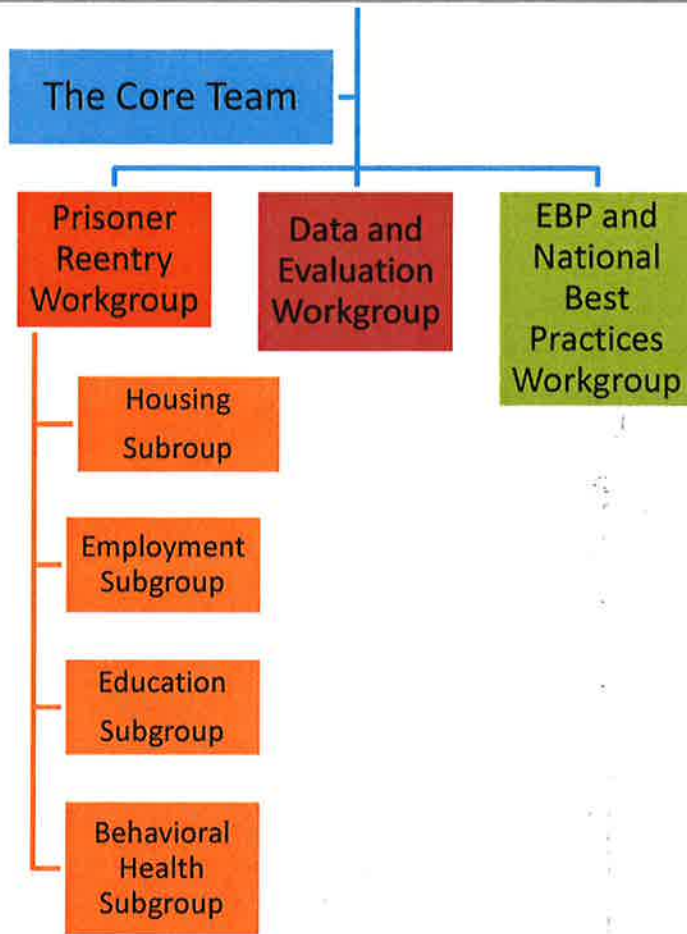 The Core Team
Prisoner
Reentry
Workgroup
Data and
Evaluation
Workgroup
EBP and
National
Best
Practices
Workgroup
Housing
Subroup
Employment
Subgroup
Education
Subgroup
Behavioral
Health
Subgroup